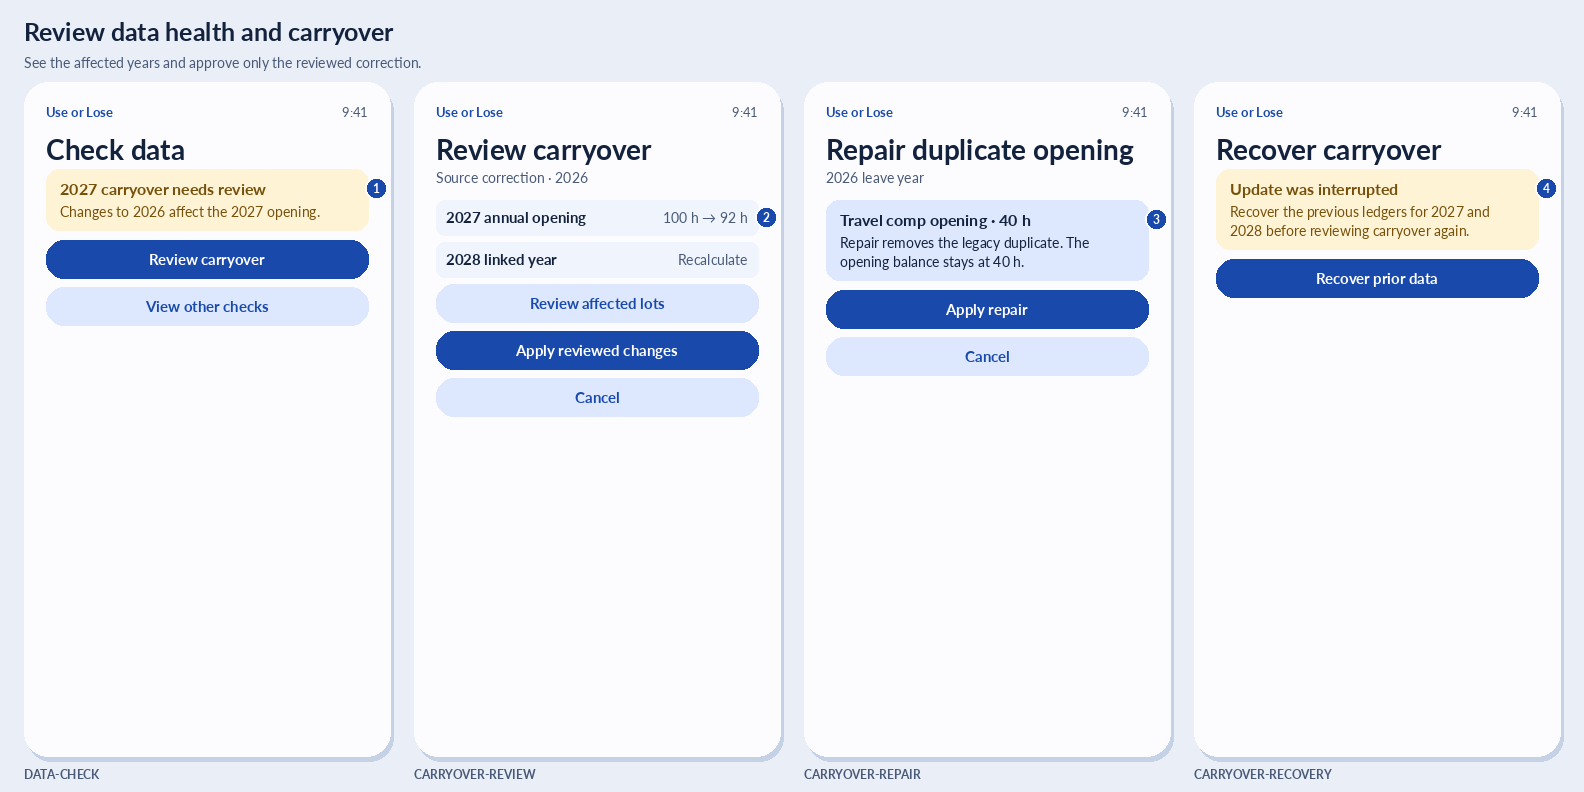 Review data health and carryover
See the affected years and approve only the reviewed correction.
Use or Lose 9:41
Check data
2027 carryover needs review
Changes to 2026 affect the 2027 opening.
1
Review carryover
View other checks
DATA-CHECK
Use or Lose 9:41
Review carryover
Source correction · 2026
2027 annual opening 100 h → 92 h
2
2028 linked year Recalculate
Review affected lots
Apply reviewed changes
Cancel
CARRYOVER-REVIEW
Use or Lose 9:41
Repair duplicate opening
2026 leave year
Travel comp opening · 40 h
3
Repair removes the legacy duplicate. The
opening balance stays at 40 h.
Apply repair
Cancel
CARRYOVER-REPAIR
Use or Lose 9:41
Recover carryover
Update was interrupted
4
Recover the previous ledgers for 2027 and
2028 before reviewing carryover again.
Recover prior data
CARRYOVER-RECOVERY